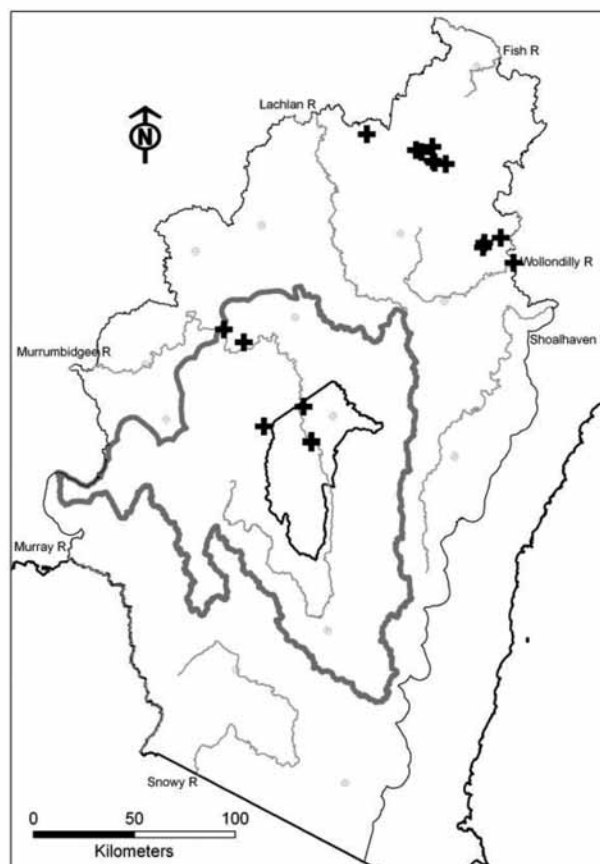 Fish R
Lachlan R
N
Wollondilly R
Shoalhaven
Murrumbidgee R
Murray R
Snowy R
0 50 100
Kilometers